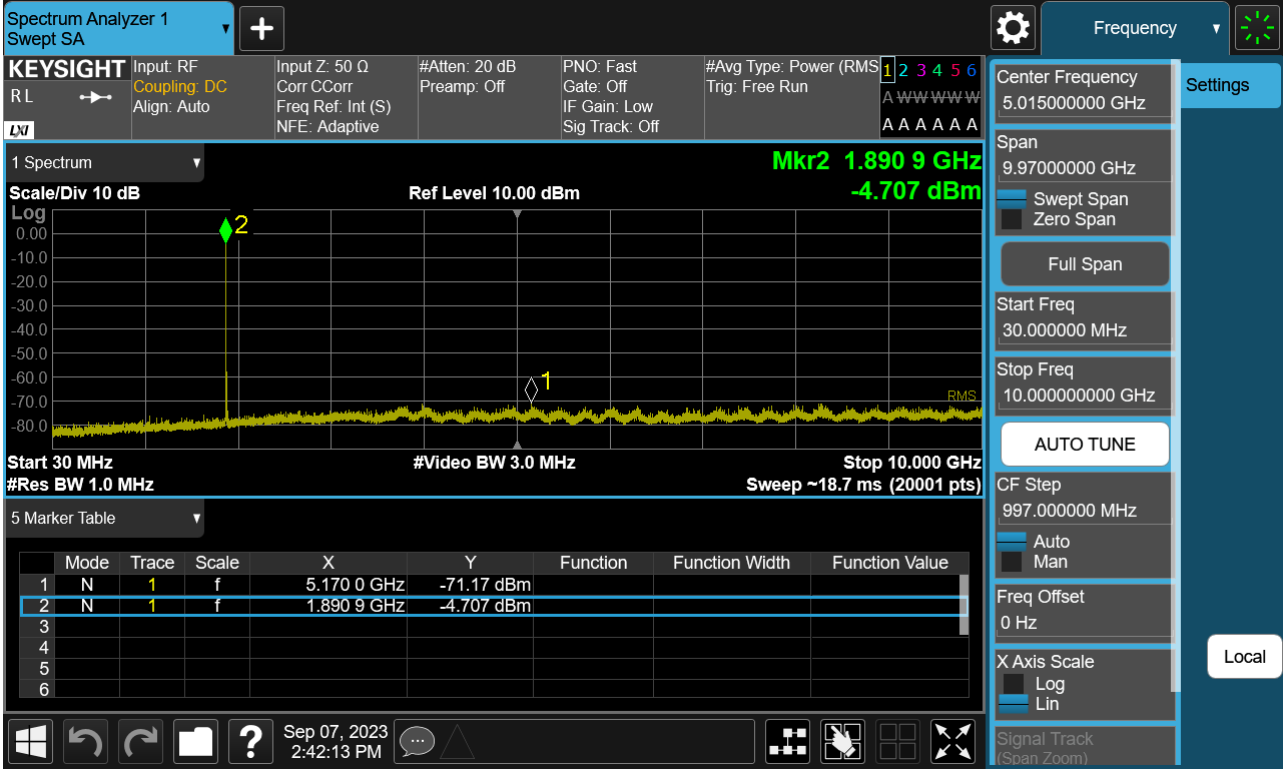 Spectrum Analyzer 1
Swept SA
Frequency
KEYSIGHT
R L
LXI
Input: RF
Coupling: DC
Align: Auto
Input Z: 50 Ω
Corr CCorr
Freq Ref: Int (S)
NFE: Adaptive
#Atten: 20 dB
Preamp: Off
PNO: Fast
Gate: Off
IF Gain: Low
Sig Track: Off
#Avg Type: Power (RMS
Trig: Free Run
1 2 3 4 5 6
A W W W W W
A A A A A A
1 Spectrum
Mkr2 1.890 9 GHz
Scale/Div 10 dB
Ref Level 10.00 dBm
-4.707 dBm
Log
0.00
-10.0
-20.0
-30.0
-40.0
-50.0
-60.0
-70.0
-80.0
2
1
RMS
Start 30 MHz
#Video BW 3.0 MHz
Stop 10.000 GHz
#Res BW 1.0 MHz
Sweep ~18.7 ms (20001 pts)
5 Marker Table
Mode Trace Scale X Y Function Function Width Function Value
1 N 1 f 5.170 0 GHz -71.17 dBm
2 N 1 f 1.890 9 GHz -4.707 dBm
3
4
5
6
Sep 07, 2023
2:42:13 PM
Center Frequency
5.015000000 GHz
Span
9.97000000 GHz
Swept Span
Zero Span
Full Span
Start Freq
30.000000 MHz
Stop Freq
10.000000000 GHz
AUTO TUNE
CF Step
997.000000 MHz
Auto
Man
Freq Offset
0 Hz
X Axis Scale
Log
Lin
Signal Track
(Span Zoom)
Settings
Local